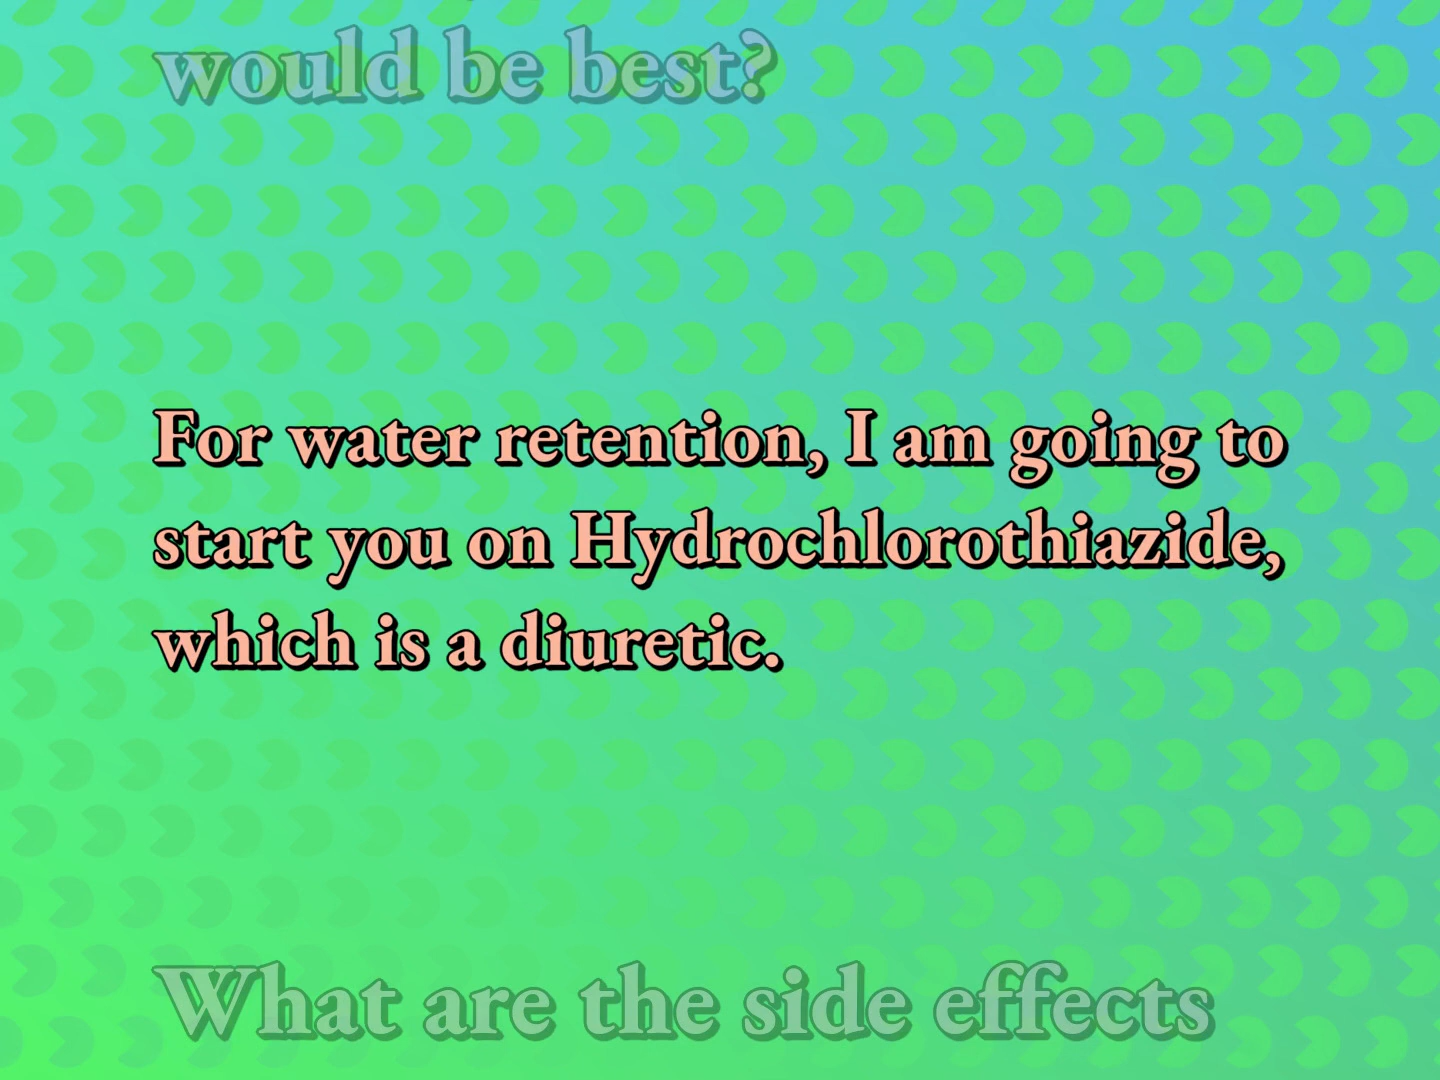 would be best?
For water retention, I am going to
start you on Hydrochlorothiazide,
which is a diuretic.
What are the side effects